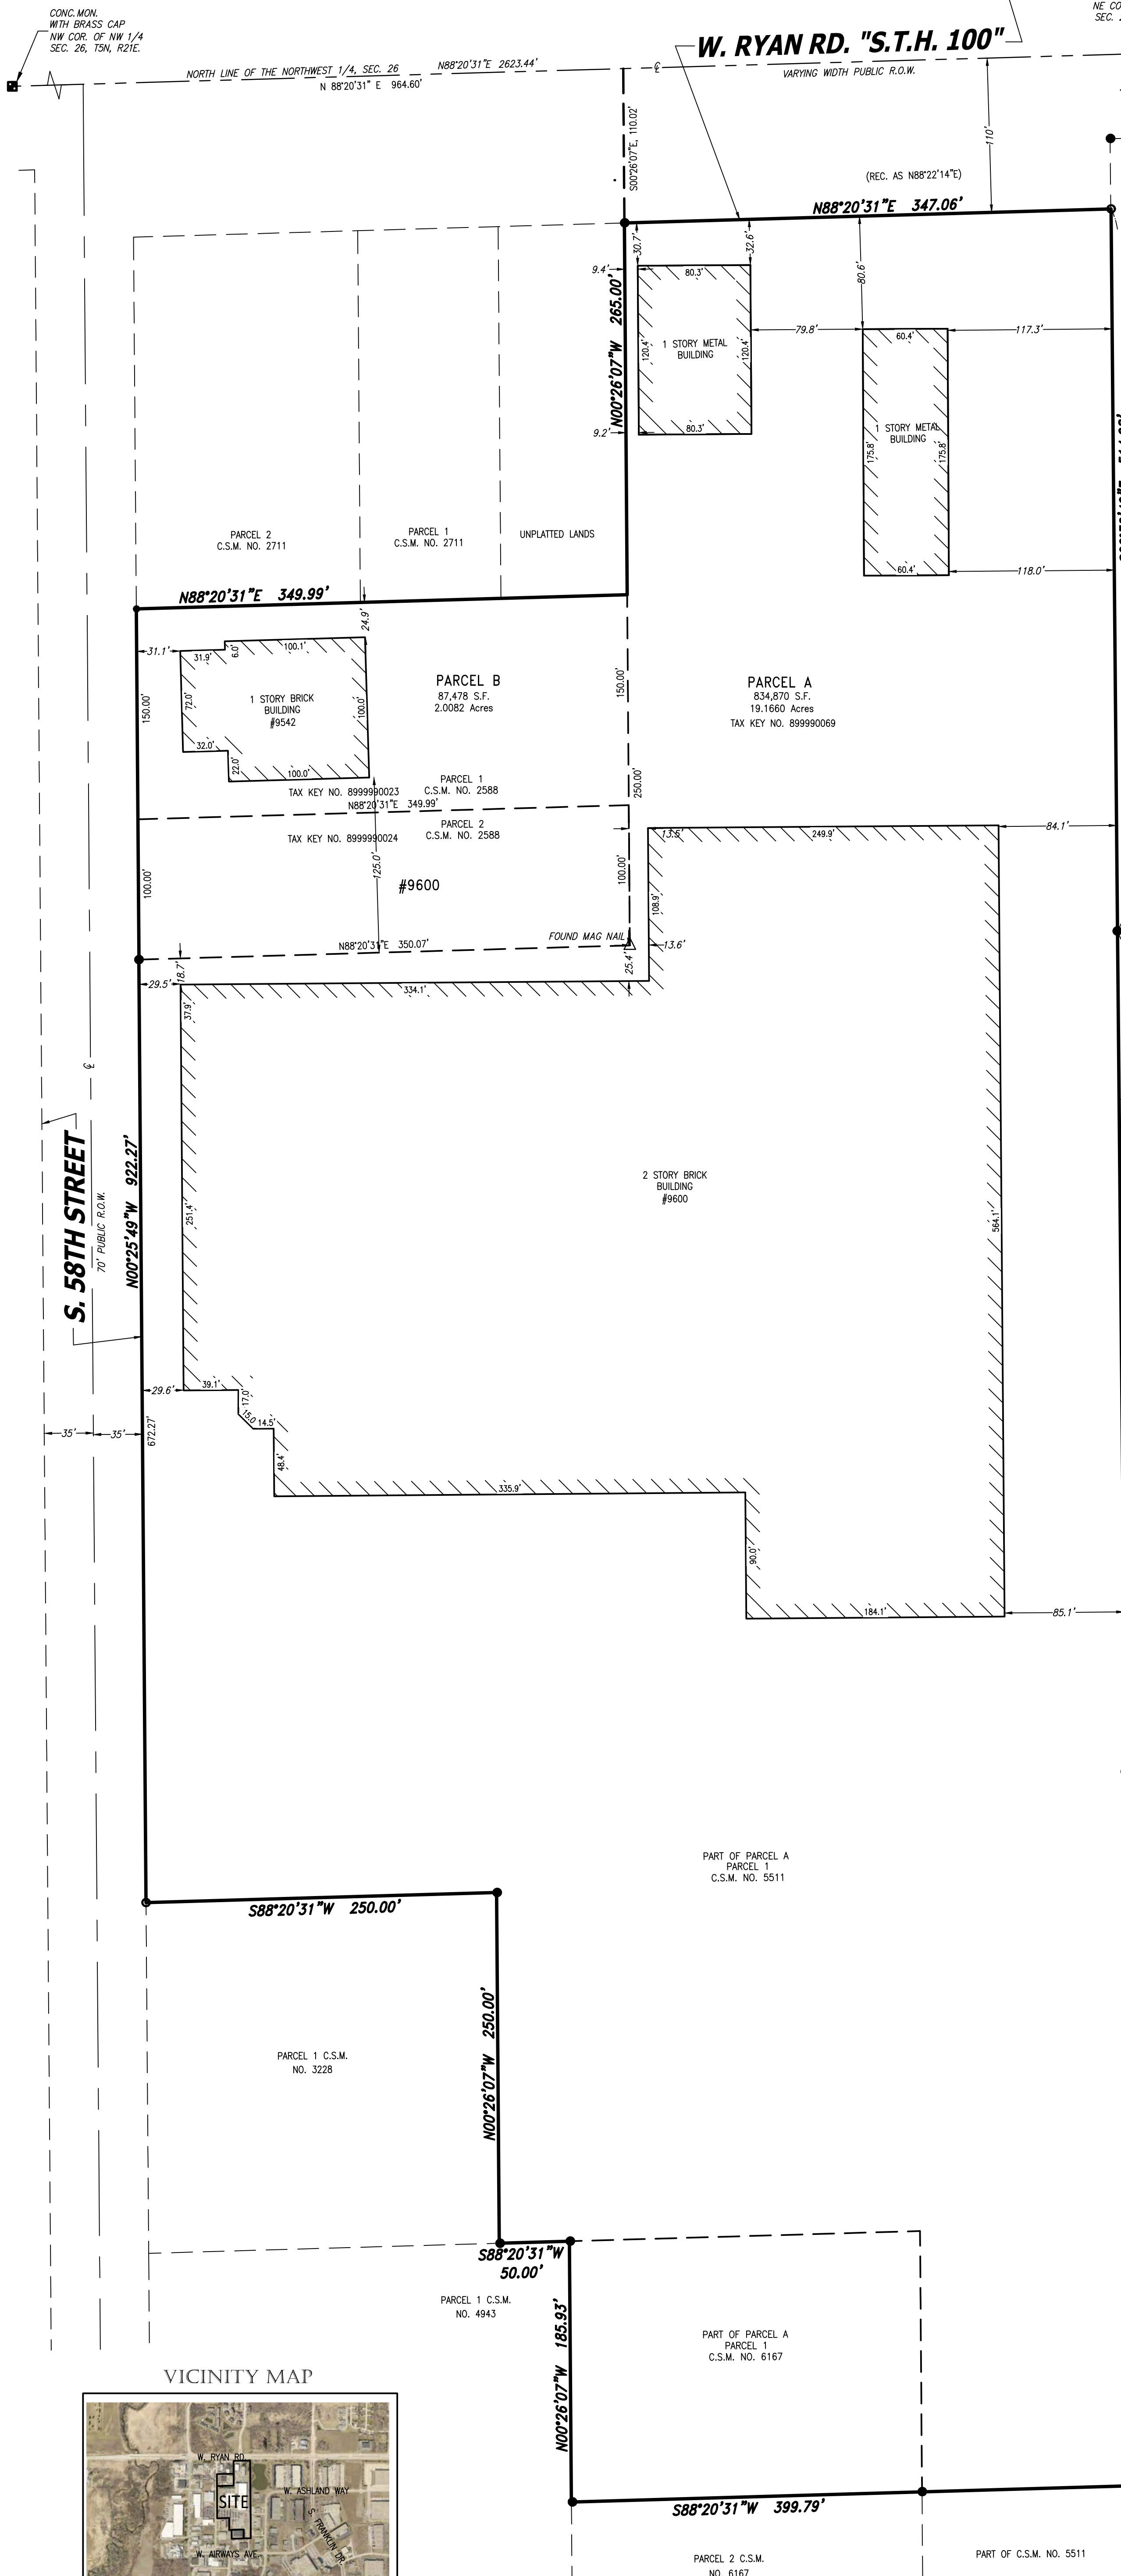 CONC. MON.
WITH BRASS CAP
NW COR. OF NW 1/4
SEC. 26, T5N, R21E.
NE CO
SEC. 2
W. RYAN RD. "S.T.H. 100"
NORTH LINE OF THE NORTHWEST 1/4, SEC. 26
N88°20'31"E 2623.44'
N 88°20'31" E 964.60'
VARYING WIDTH PUBLIC R.O.W.
S00°26'07"E, 110.02'
110'
(REC. AS N88°22'14"E)
N88°20'31"E 347.06'
30.7'
32.6'
9.4'
80.3'
80.6'
N00°26'07"W 265.00'
79.8'
117.3'
60.4'
120.4'
1 STORY METAL
BUILDING
120.4'
9.2'
80.3'
1 STORY METAL
BUILDING
175.8'
175.8'
PARCEL 2
C.S.M. NO. 2711
PARCEL 1
C.S.M. NO. 2711
UNPLATTED LANDS
60.4'
118.0'
N88°20'31"E 349.99'
24.9'
31.1'
31.9'
6.0'
100.1'
150.00'
72.0'
1 STORY BRICK
BUILDING
#9542
100.0'
PARCEL B
87,478 S.F.
2.0082 Acres
150.00'
PARCEL A
834,870 S.F.
19.1660 Acres
TAX KEY NO. 899990069
32.0'
22.0'
100.0'
TAX KEY NO. 8999990023
PARCEL 1
C.S.M. NO. 2588
250.00'
N88°20'31"E 349.99'
PARCEL 2
C.S.M. NO. 2588
TAX KEY NO. 8999990024
13.5'
249.9'
84.1'
100.00'
125.0'
#9600
100.00'
108.9'
FOUND MAG NAIL
N88°20'31"E 350.07'
13.6'
18.7'
25.4'
29.5'
334.1'
37.9'
S. 58TH STREET
70' PUBLIC R.O.W.
N00°25'49"W 922.27'
2 STORY BRICK
BUILDING
#9600
251.4'
564.1'
29.6'
39.1'
17.0'
15.0'
14.5'
35'
35'
672.27'
48.4'
335.9'
90.0'
184.1'
85.1'
PART OF PARCEL A
PARCEL 1
C.S.M. NO. 5511
S88°20'31"W 250.00'
N00°26'07"W 250.00'
PARCEL 1 C.S.M.
NO. 3228
S88°20'31"W
50.00'
PARCEL 1 C.S.M.
NO. 4943
N00°26'07"W 185.93'
PART OF PARCEL A
PARCEL 1
C.S.M. NO. 6167
S88°20'31"W 399.79'
PARCEL 2 C.S.M.
NO. 6167
PART OF C.S.M. NO. 5511
VICINITY MAP
W. RYAN RD.
W. ASHLAND WAY
SITE
S. FRANKLIN DR.
W. AIRWAYS AVE.